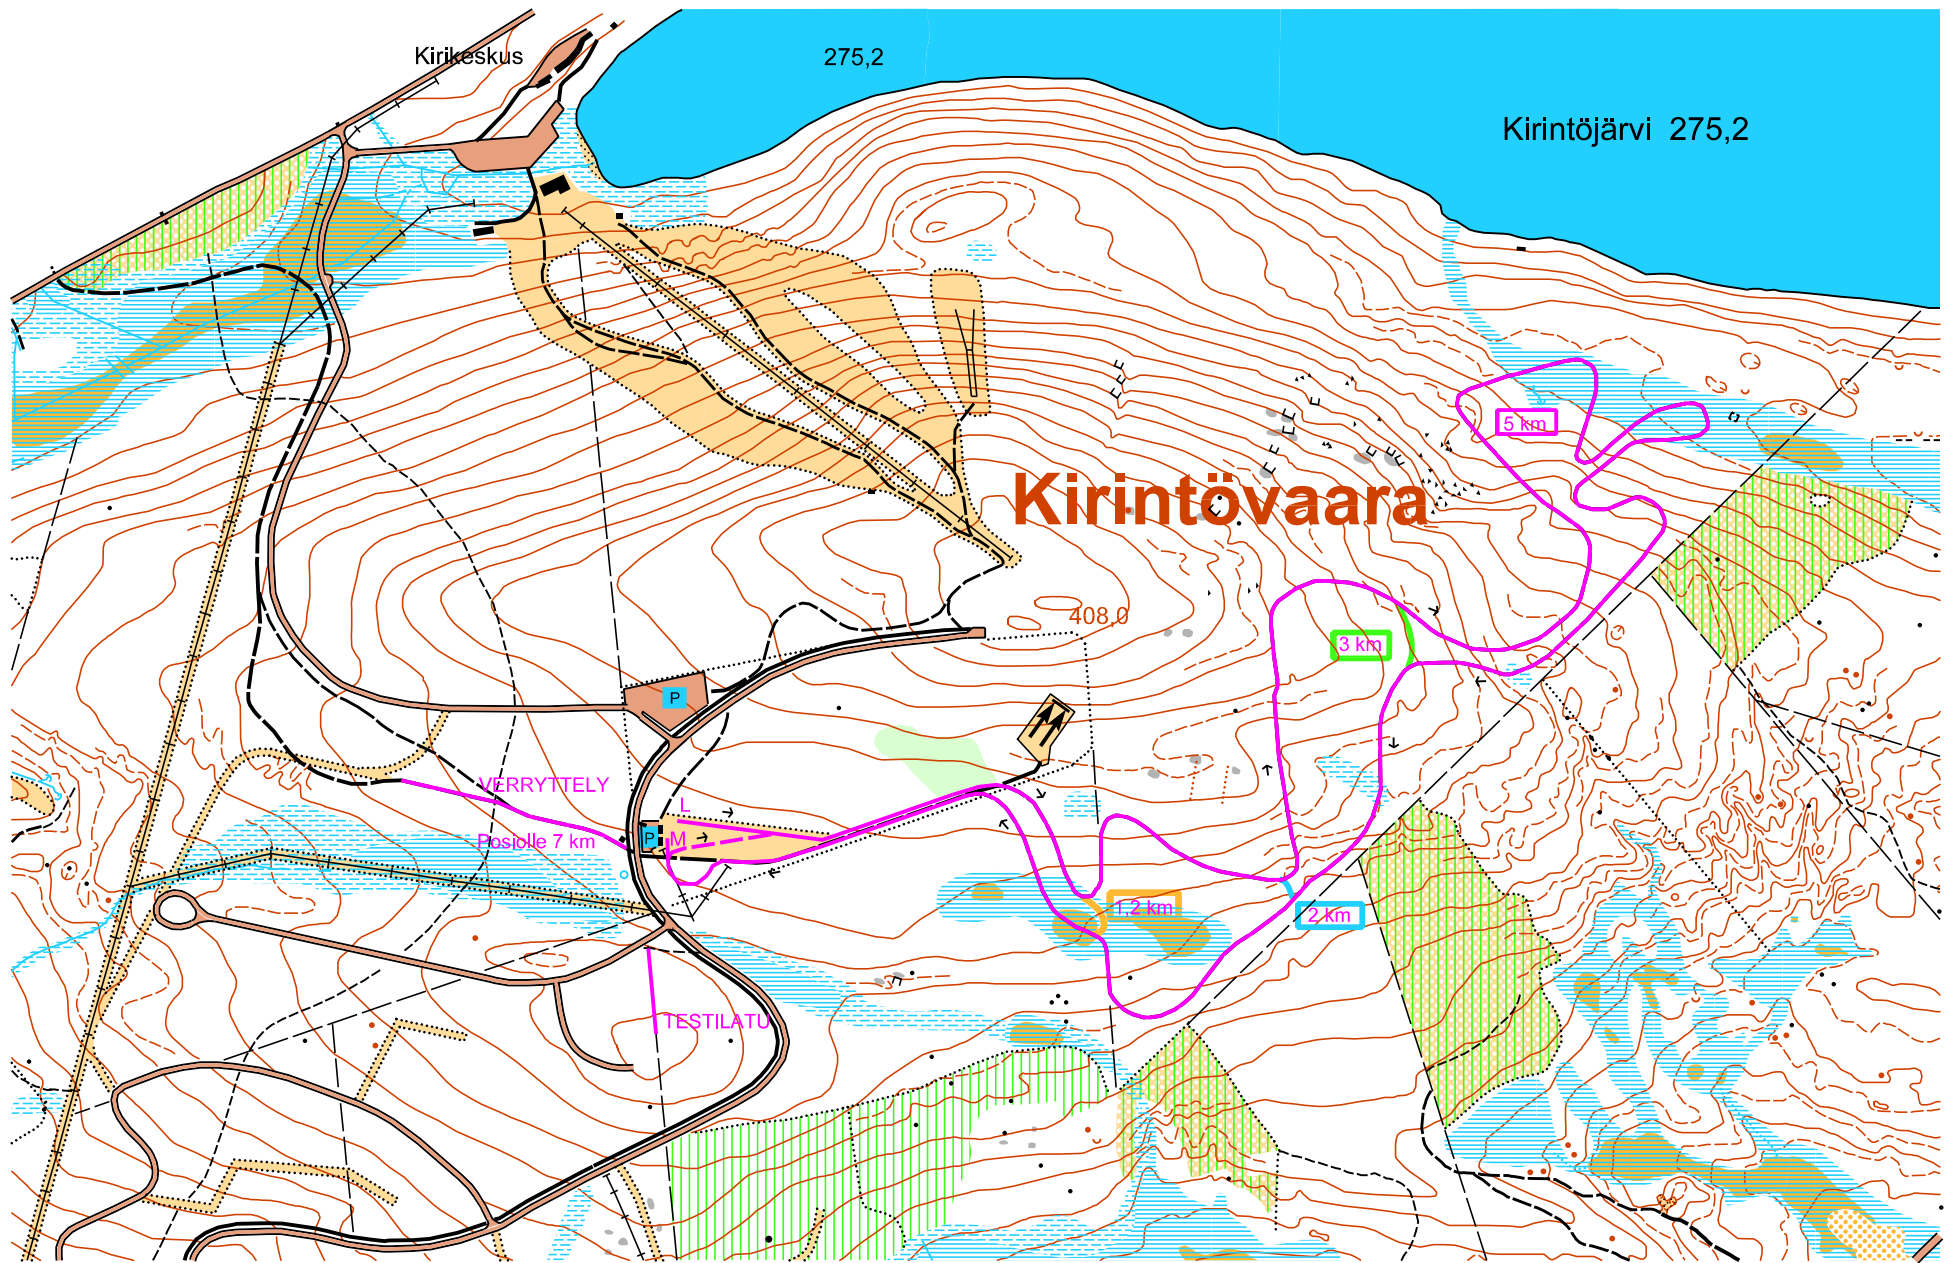 Kirikeskus
275,2
Kirintöjärvi 275,2
5 km
Kirintövaara
408,0
3 km
P
VERRYTTELY
L
Posjolle 7 km
P
M
1,2 km
2 km
TESTILATU